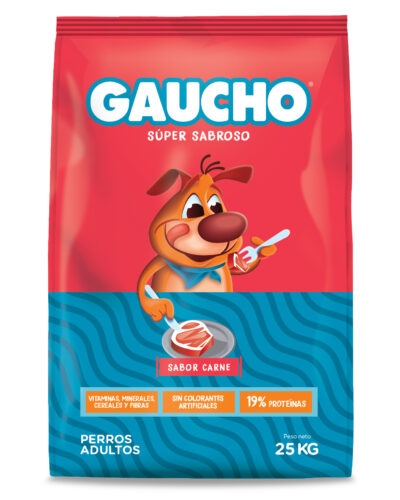 GAUCHO®
SÚPER SABROSO
SABOR CARNE
VITAMINAS, MINERALES,
CEREALES Y FIBRAS
SIN COLORANTES
ARTIFICIALES
19% PROTEÍNAS
PERROS
ADULTOS
Peso neto
25 KG